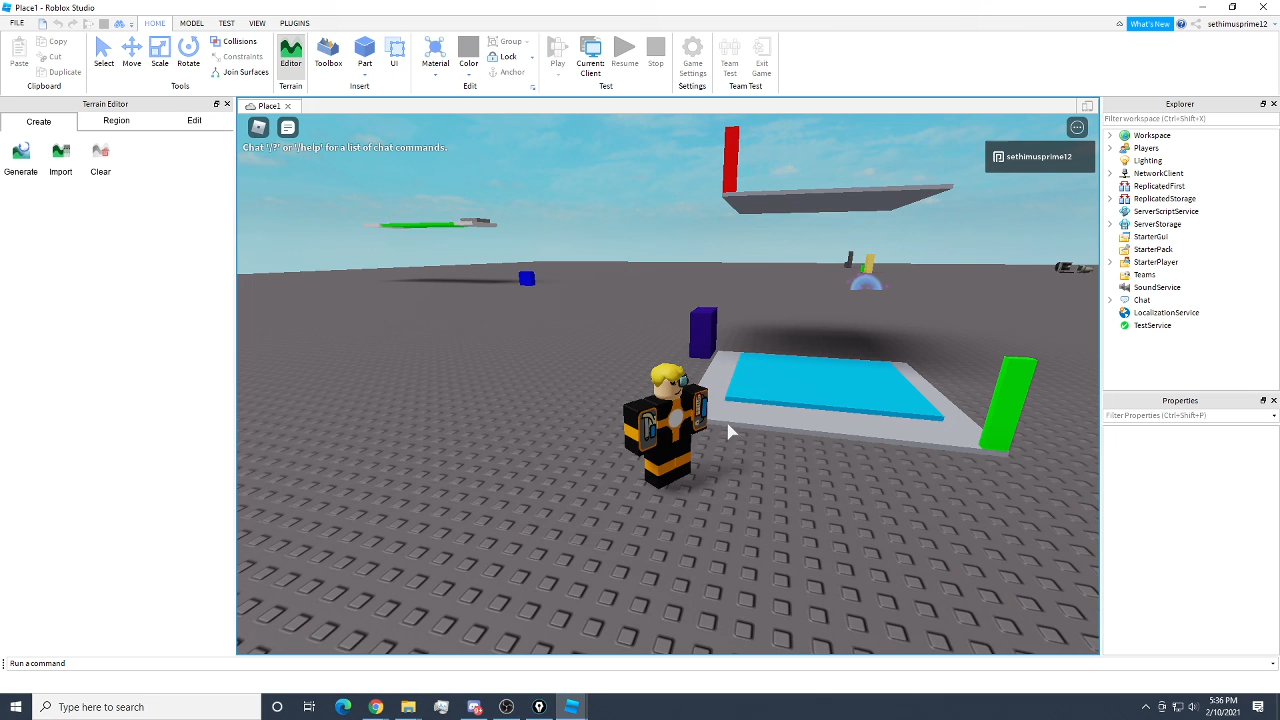 Place1 - Roblox Studio
FILE HOME MODEL TEST VIEW PLUGINS What's New sethimusprime12
Paste Copy Cut Duplicate Select Move Scale Rotate Collisions Constraints Join Surfaces Editor Toolbox Part UI Material Color Group Lock Anchor Play Current: Client Resume Stop Game Settings Team Test Exit Game
Clipboard Tools Terrain Insert Edit Test Settings Team Test
Terrain Editor
Create Region Edit
Generate Import Clear
Place1
Chat '/?' or '/help' for a list of chat commands.
sethimusprime12
Explorer
Filter workspace (Ctrl+Shift+X)
Workspace
Players
Lighting
NetworkClient
ReplicatedFirst
ReplicatedStorage
ServerScriptService
ServerStorage
StarterGui
StarterPack
StarterPlayer
Teams
SoundService
Chat
LocalizationService
TestService
Properties
Filter Properties (Ctrl+Shift+P)
Run a command
Type here to search
5:36 PM
2/10/2021